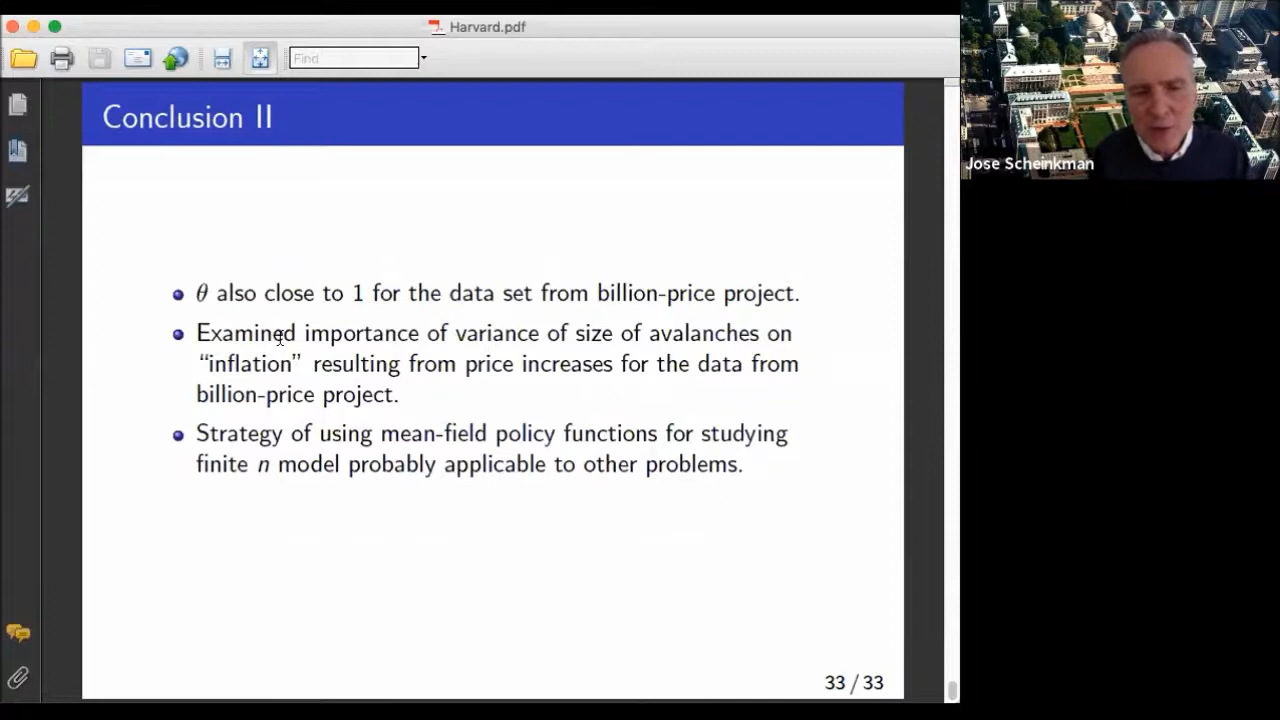 Harvard.pdf
Find
Conclusion II
Jose Scheinkman
θ also close to 1 for the data set from billion-price project.
Examined importance of variance of size of avalanches on
“inflation” resulting from price increases for the data from
billion-price project.
Strategy of using mean-field policy functions for studying
finite n model probably applicable to other problems.
33 / 33